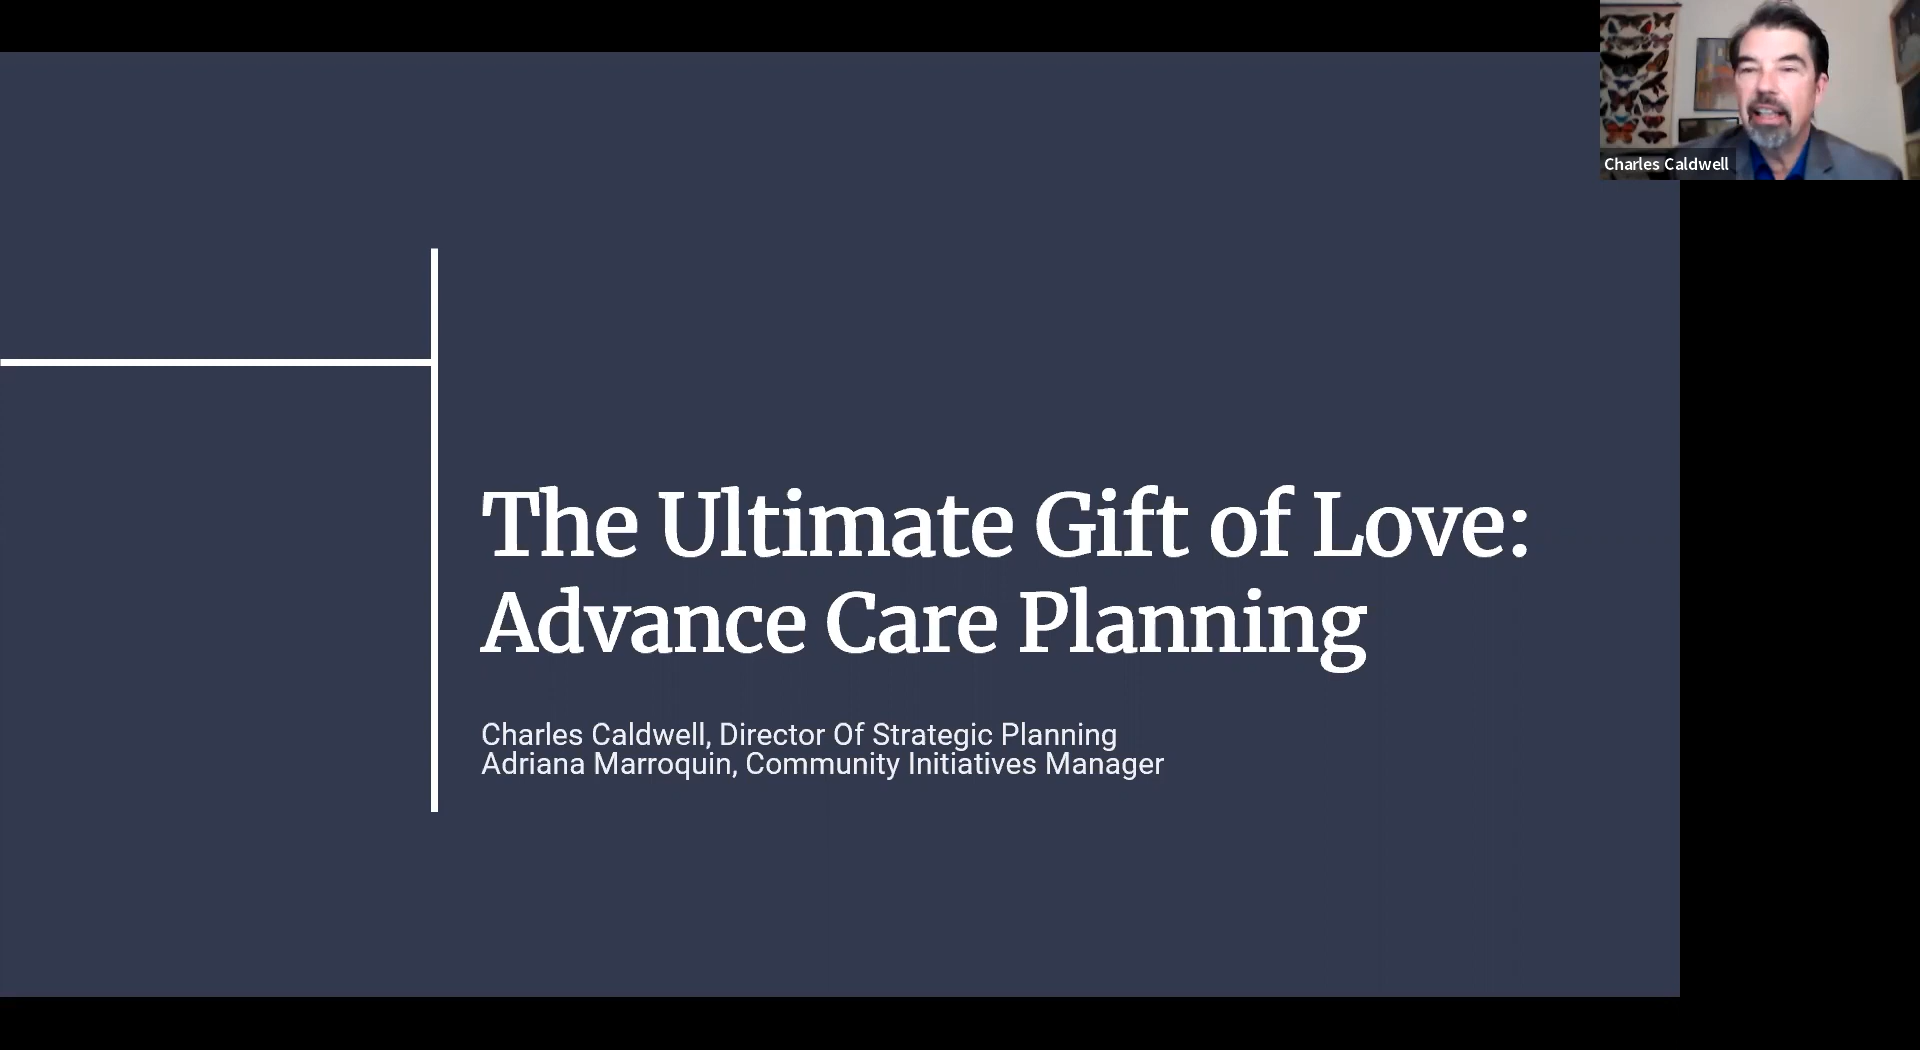 Charles Caldwell
The Ultimate Gift of Love:
Advance Care Planning
Charles Caldwell, Director Of Strategic Planning
Adriana Marroquin, Community Initiatives Manager